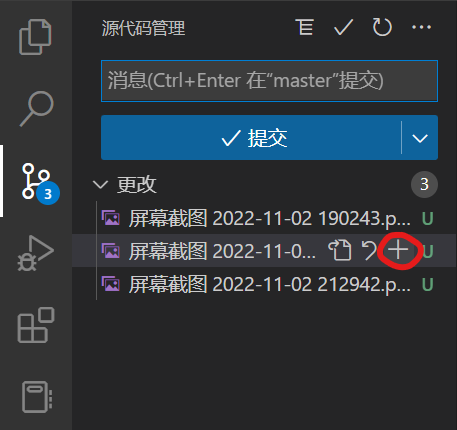 源代码管理
消息(Ctrl+Enter 在“master”提交)
提交
更改 3
屏幕截图 2022-11-02 190243.p... U
屏幕截图 2022-11-0... U
3
屏幕截图 2022-11-02 212942.p... U